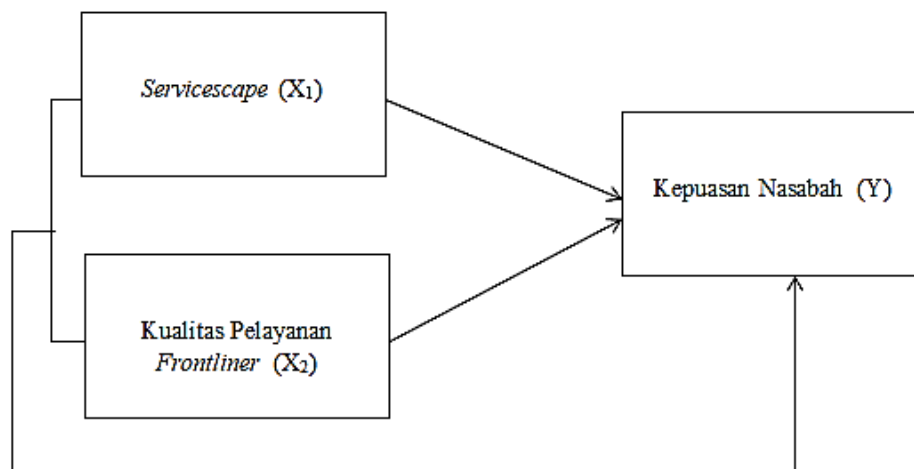 Servicescape (X₁)
Kepuasan Nasabah (Y)
Kualitas Pelayanan
Frontliner (X₂)